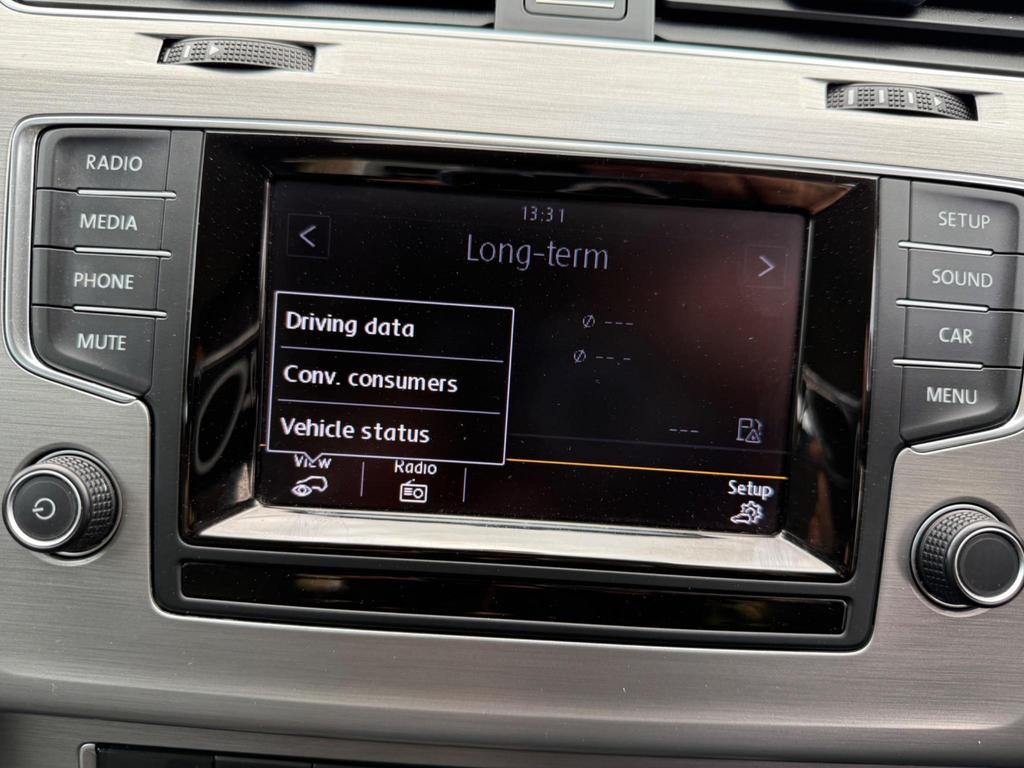 RADIO
MEDIA
PHONE
MUTE
13:31
Long-term
Ø ---
Ø ---
---
Driving data
Conv. consumers
Vehicle status
View
Radio
Setup
SETUP
SOUND
CAR
MENU